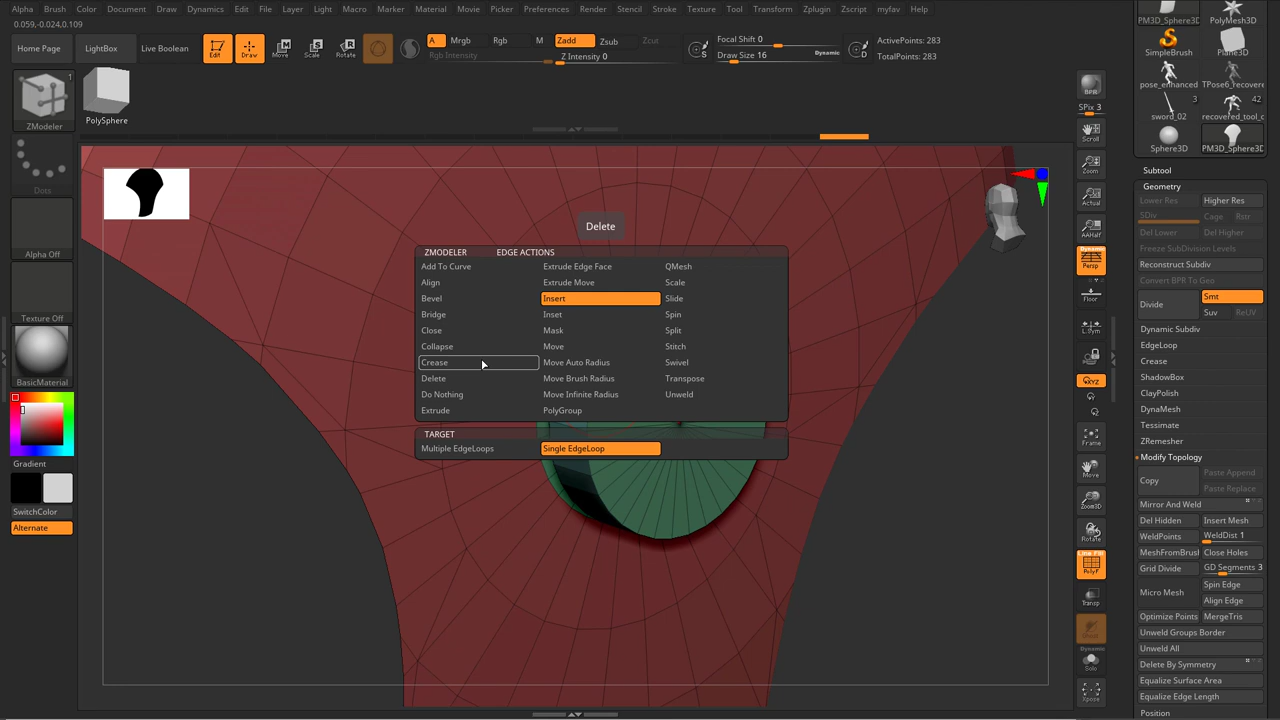 Alpha Brush Color Document Draw Dynamics Edit File Layer Light Macro Marker Material Movie Picker Preferences Render Stencil Stroke Texture Tool Transform Zplugin Zscript myfav Help
0.059,-0.024,0.109
Home Page LightBox Live Boolean Edit Draw Move Scale Rotate A Mrgb Rgb M Zadd Zsub Zcut Focal Shift 0 ActivePoints: 283
Rgb Intensity Z Intensity 0 Draw Size 16 Dynamic TotalPoints: 283
S D
1
ZModeler PolySphere
Dots
Alpha Off
Texture Off
BasicMaterial
Gradient
SwitchColor
Alternate
Delete
ZMODELER EDGE ACTIONS
Add To Curve Extrude Edge Face QMesh
Align Extrude Move Scale
Bevel Insert Slide
Bridge Inset Spin
Close Mask Split
Collapse Move Stitch
Crease Move Auto Radius Swivel
Delete Move Brush Radius Transpose
Do Nothing Move Infinite Radius Unweld
Extrude PolyGroup
TARGET
Multiple EdgeLoops Single EdgeLoop
BPR
SPix 3
Scroll
Zoom
Actual
AAHalf
Dynamic
Persp
Floor
L.Sym
XYZ
Frame
Move
Zoom3D
Rotate
Line Fill
PolyF
Transp
Ghost
Dynamic
Solo
Xpose
PM3D_Sphere3D PolyMesh3D
SimpleBrush Plane3D
pose_enhanced TPose6_recovere
3 42
sword_02 recovered_tool_c
Sphere3D PM3D_Sphere3D
Subtool
Geometry
Lower Res Higher Res
SDiv Cage Rstr
Del Lower Del Higher
Freeze SubDivision Levels
Reconstruct Subdiv
Convert BPR To Geo
Divide Smt
Suv ReUV
Dynamic Subdiv
EdgeLoop
Crease
ShadowBox
ClayPolish
DynaMesh
Tessimate
ZRemesher
Modify Topology
Copy Paste Append
Paste Replace
Mirror And Weld
Del Hidden Insert Mesh
WeldPoints WeldDist 1
MeshFromBrush Close Holes
Grid Divide GD Segments 3
Micro Mesh Spin Edge
Align Edge
Optimize Points MergeTris
Unweld Groups Border
Unweld All
Delete By Symmetry
Equalize Surface Area
Equalize Edge Length
Position